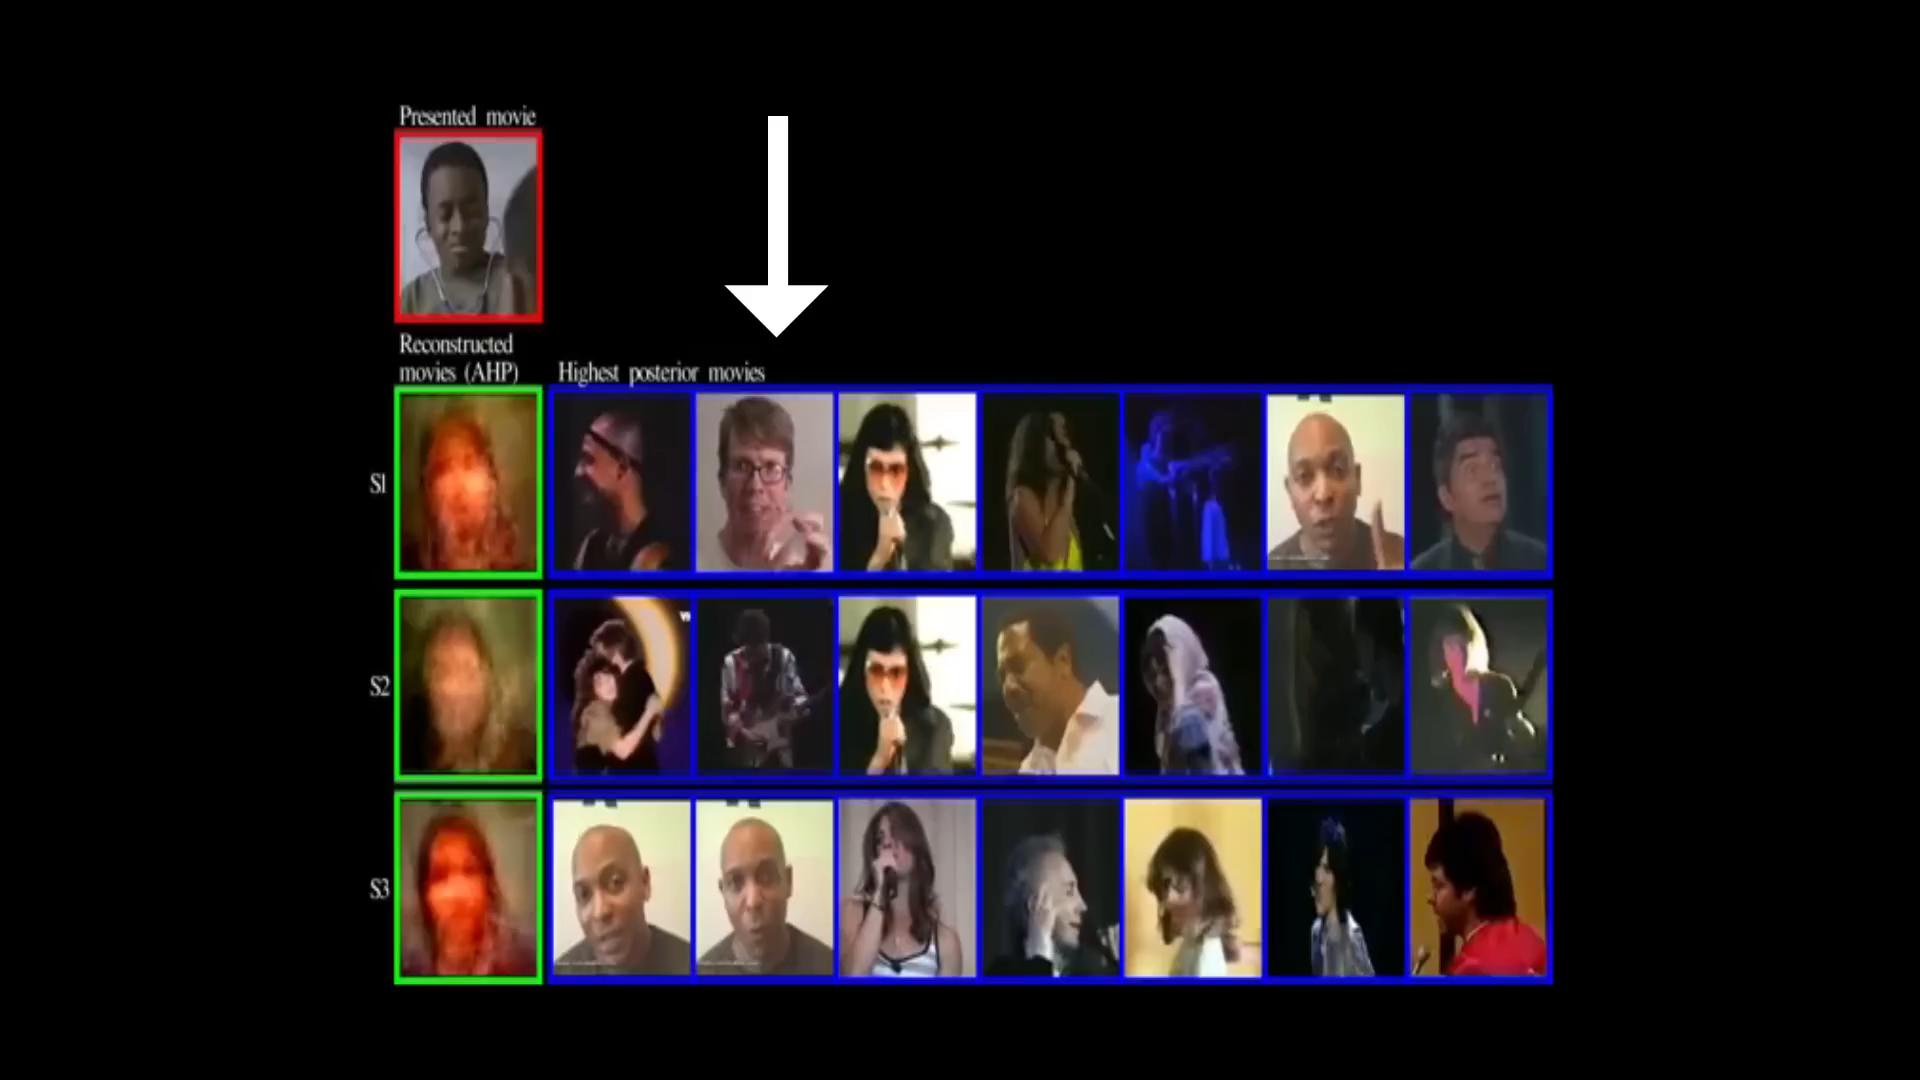 Presented movie
Reconstructed
movies (AHP)
Highest posterior movies
S1
S2
S3